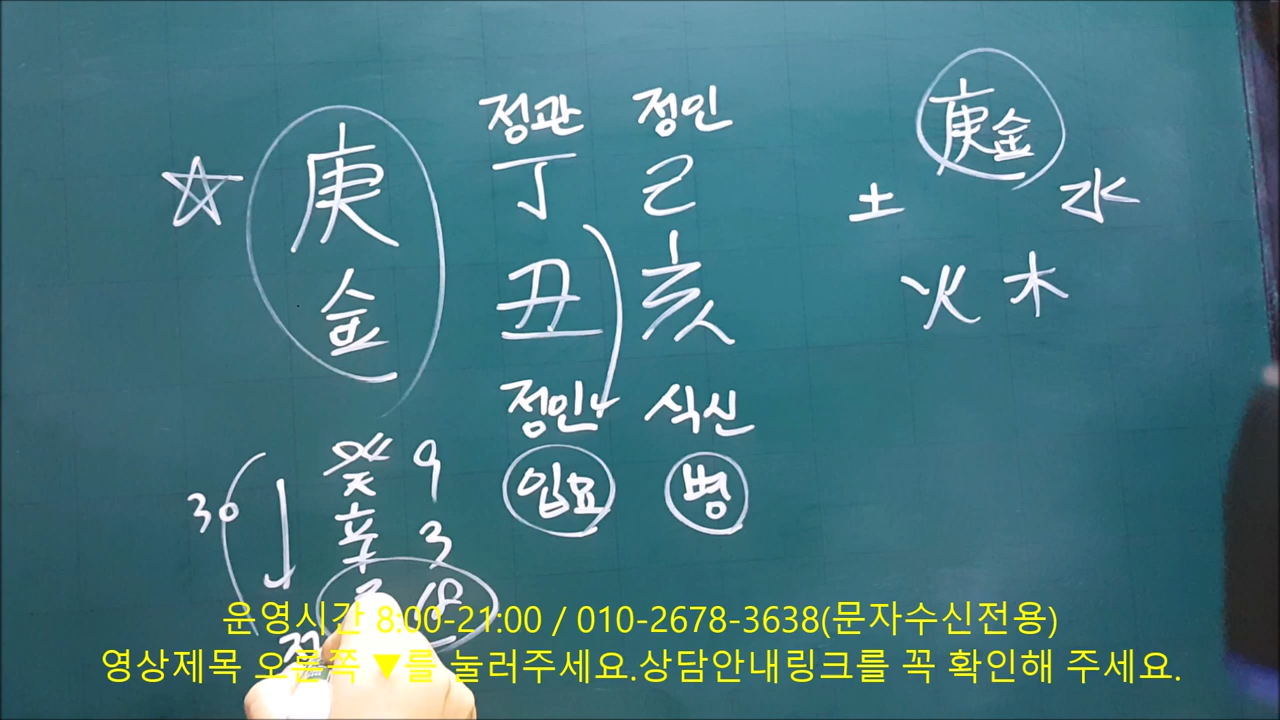 정관 정인
庚 丁 己
金 丑 亥
정인 식신
입묘 병
庚金
土 水
火 木
癸 9
30 辛 3
己 18
운영시간 8:00-21:00 / 010-2678-3638(문자수신전용)
영상제목 오른쪽 ▼를 눌러주세요.상담안내링크를 꼭 확인해 주세요.